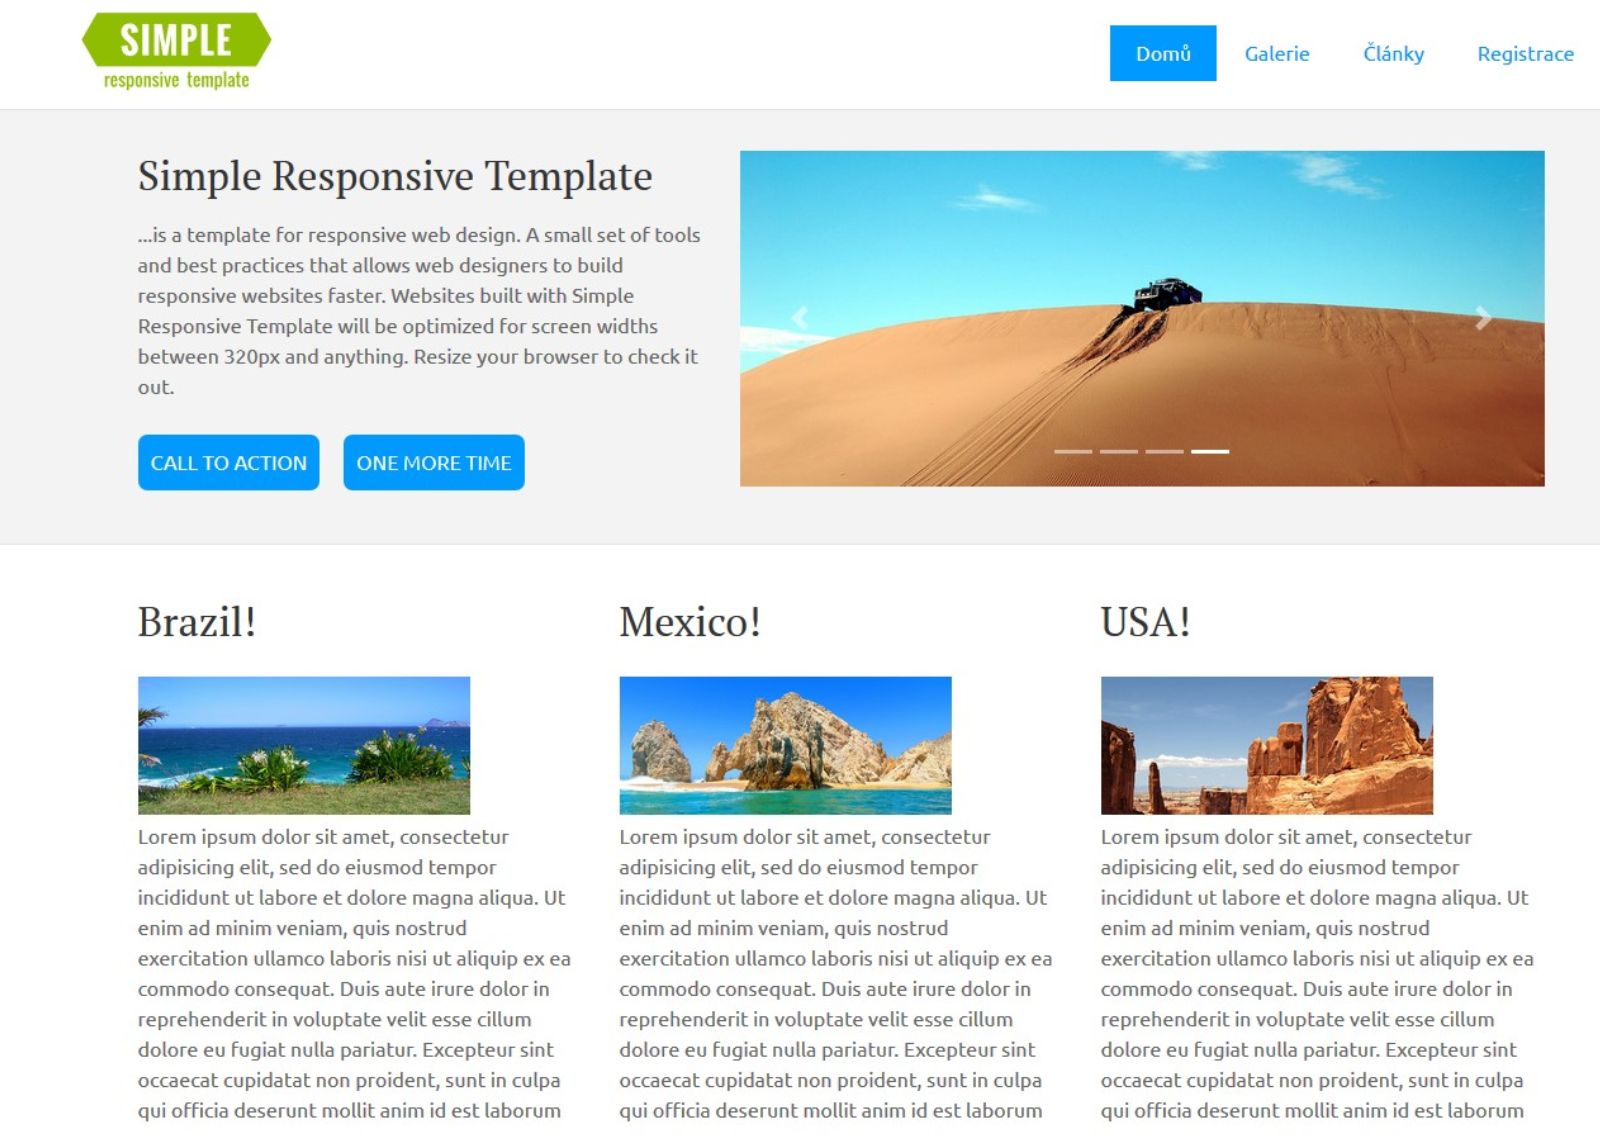 SIMPLE
responsive template
Domů
Galerie
Články
Registrace
Simple Responsive Template
...is a template for responsive web design. A small set of tools
and best practices that allows web designers to build
responsive websites faster. Websites built with Simple
Responsive Template will be optimized for screen widths
between 320px and anything. Resize your browser to check it
out.
CALL TO ACTION
ONE MORE TIME
Brazil!
Lorem ipsum dolor sit amet, consectetur
adipisicing elit, sed do eiusmod tempor
incididunt ut labore et dolore magna aliqua. Ut
enim ad minim veniam, quis nostrud
exercitation ullamco laboris nisi ut aliquip ex ea
commodo consequat. Duis aute irure dolor in
reprehenderit in voluptate velit esse cillum
dolore eu fugiat nulla pariatur. Excepteur sint
occaecat cupidatat non proident, sunt in culpa
qui officia deserunt mollit anim id est laborum
Mexico!
Lorem ipsum dolor sit amet, consectetur
adipisicing elit, sed do eiusmod tempor
incididunt ut labore et dolore magna aliqua. Ut
enim ad minim veniam, quis nostrud
exercitation ullamco laboris nisi ut aliquip ex ea
commodo consequat. Duis aute irure dolor in
reprehenderit in voluptate velit esse cillum
dolore eu fugiat nulla pariatur. Excepteur sint
occaecat cupidatat non proident, sunt in culpa
qui officia deserunt mollit anim id est laborum
USA!
Lorem ipsum dolor sit amet, consectetur
adipisicing elit, sed do eiusmod tempor
incididunt ut labore et dolore magna aliqua. Ut
enim ad minim veniam, quis nostrud
exercitation ullamco laboris nisi ut aliquip ex ea
commodo consequat. Duis aute irure dolor in
reprehenderit in voluptate velit esse cillum
dolore eu fugiat nulla pariatur. Excepteur sint
occaecat cupidatat non proident, sunt in culpa
qui officia deserunt mollit anim id est laborum